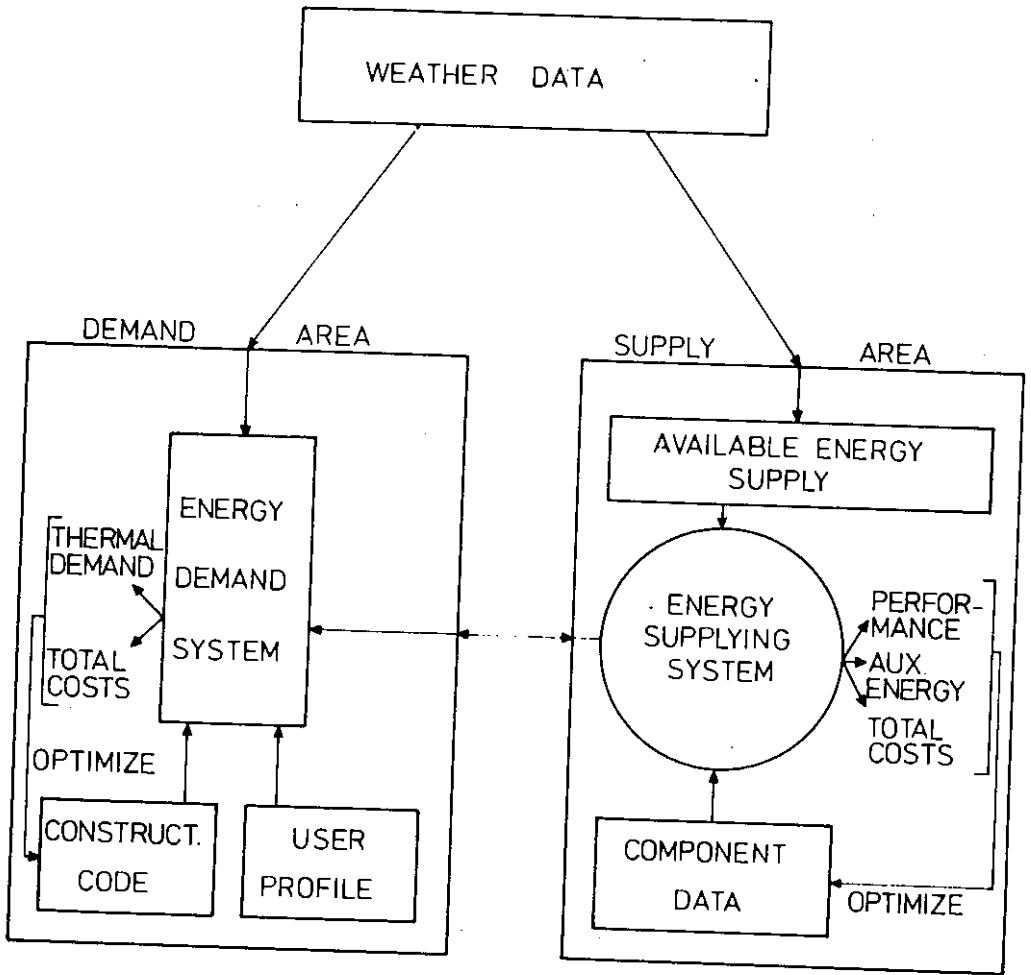 WEATHER DATA
DEMAND AREA
ENERGY
DEMAND
SYSTEM
THERMAL
DEMAND
TOTAL
COSTS
OPTIMIZE
CONSTRUCT.
CODE
USER
PROFILE
SUPPLY AREA
AVAILABLE ENERGY
SUPPLY
ENERGY
SUPPLYING
SYSTEM
PERFOR-
MANCE
AUX.
ENERGY
TOTAL
COSTS
COMPONENT
DATA
OPTIMIZE